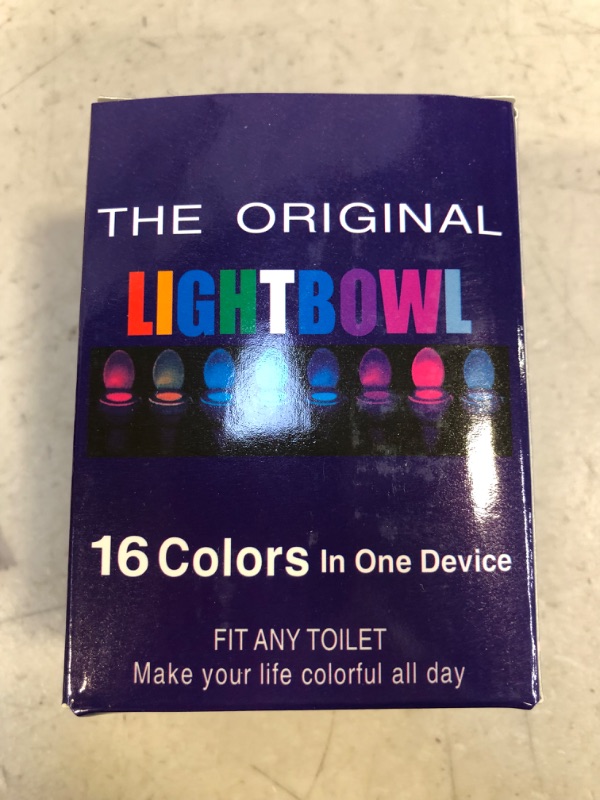 THE ORIGINAL
LIGHTBOWL
16 Colors In One Device
FIT ANY TOILET
Make your life colorful all day